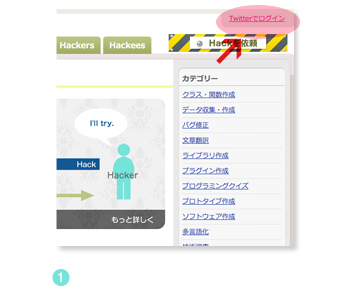 Twitterでログイン
Hackers
Hackees
Hackを依頼
カテゴリー
クラス・関数作成
データ収集・作成
バグ修正
文章翻訳
ライブラリ作成
プラグイン作成
プログラミングクイズ
プロトタイプ作成
ソフトウェア作成
多言語化
I'll try.
Hack
Hacker
もっと詳しく
1